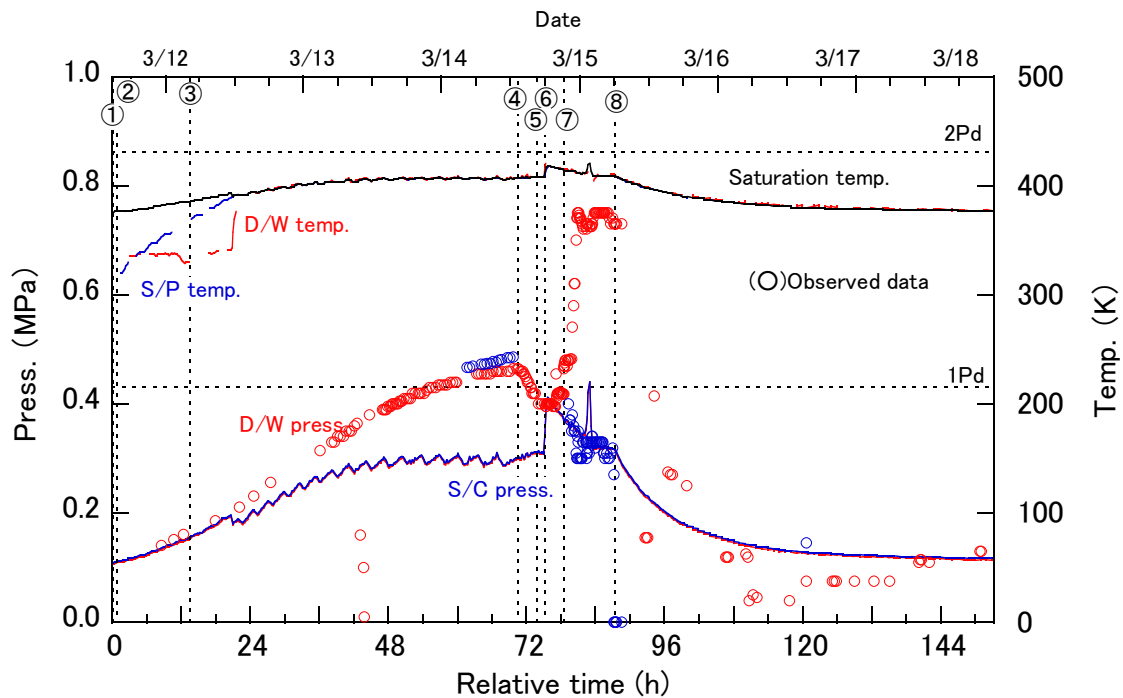 Date
3/12 3/13 3/14 3/15 3/16 3/17 3/18
1.0 500
② ③ ④ ⑥ ⑧
① ⑤ ⑦
2Pd
0.8 400
Saturation temp.
D/W temp.
S/P temp.
0.6 300
(○)Observed data
Press. (MPa)
Temp. (K)
1Pd
0.4 200
D/W press.
S/C press.
0.2 100
0.0 0
0 24 48 72 96 120 144
Relative time (h)